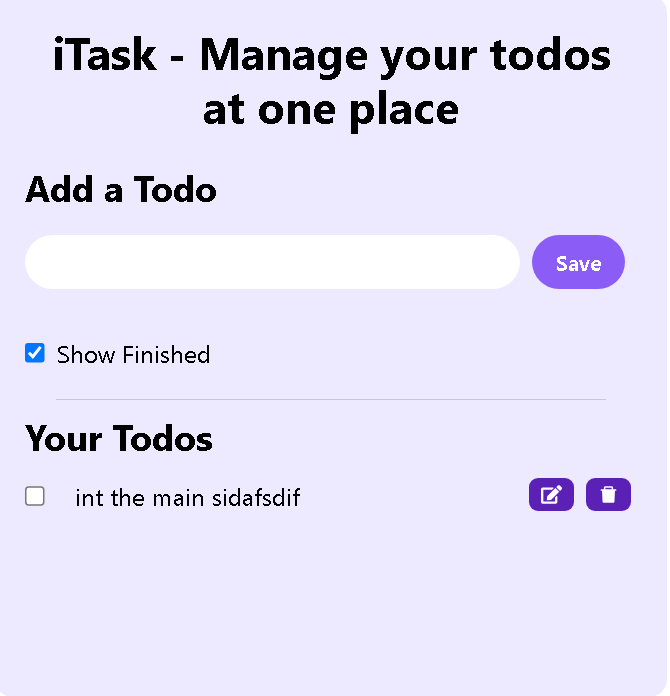 iTask - Manage your todos
at one place
Add a Todo
Save
Show Finished
Your Todos
int the main sidafsdif